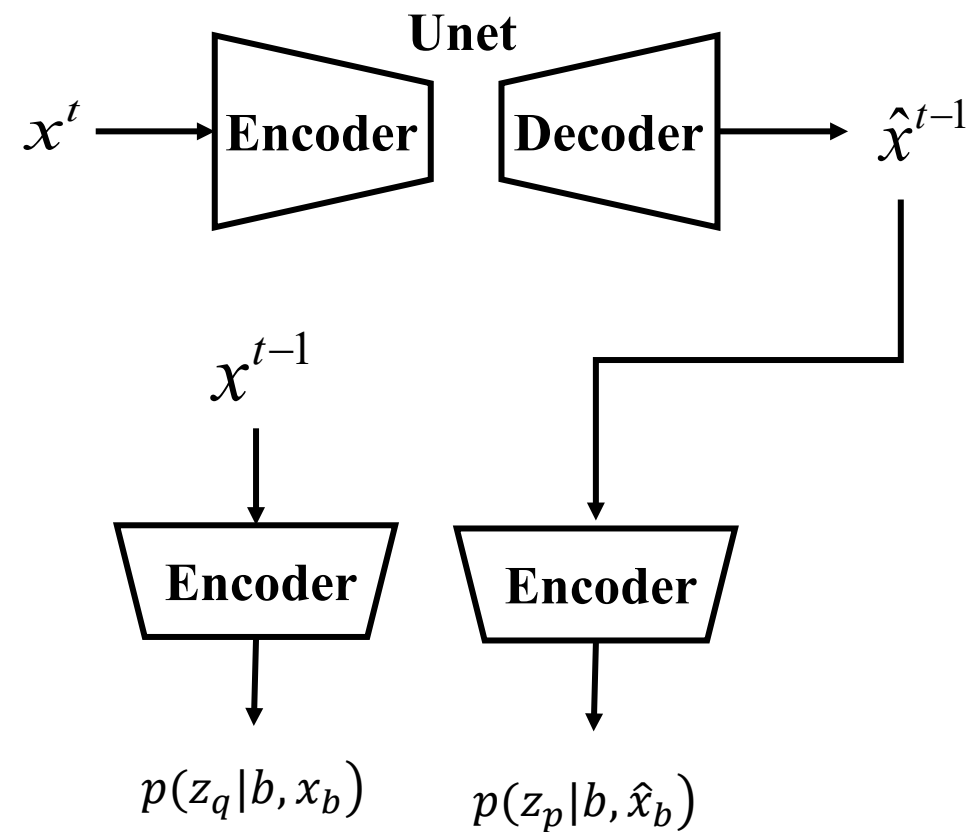 Unet
x^t Encoder Decoder x̂^{t−1}
x^{t−1}
Encoder Encoder
p(z_q|b, x_b) p(z_p|b, x̂_b)